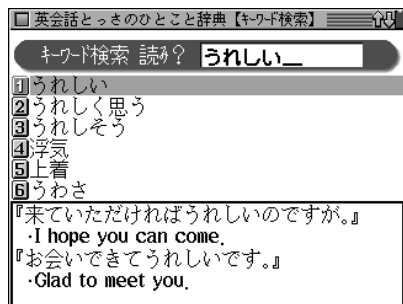 英会話とっさのひとこと辞典【ｷｰﾜｰﾄﾞ検索】
ｷｰﾜｰﾄﾞ検索 読み? うれしい_
1うれしい
2うれしく思う
3うれしそう
4浮気
5上着
6うわさ
『来ていただければうれしいのですが。』
·I hope you can come.
『お会いできてうれしいです。』
·Glad to meet you.